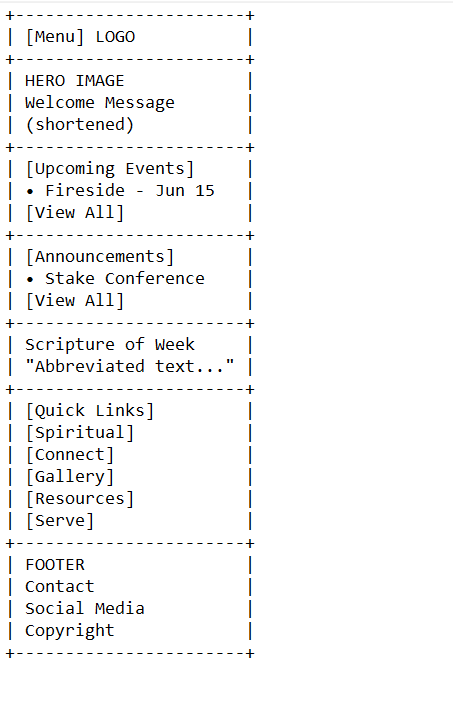 +-----------------------+
| [Menu] LOGO           |
+-----------------------+
| HERO IMAGE            |
| Welcome Message       |
| (shortened)           |
+-----------------------+
| [Upcoming Events]     |
| • Fireside - Jun 15   |
| [View All]            |
+-----------------------+
| [Announcements]       |
| • Stake Conference    |
| [View All]            |
+-----------------------+
| Scripture of Week     |
| "Abbreviated text..." |
+-----------------------+
| [Quick Links]         |
| [Spiritual]           |
| [Connect]             |
| [Gallery]             |
| [Resources]           |
| [Serve]               |
+-----------------------+
| FOOTER                |
| Contact               |
| Social Media          |
| Copyright             |
+-----------------------+